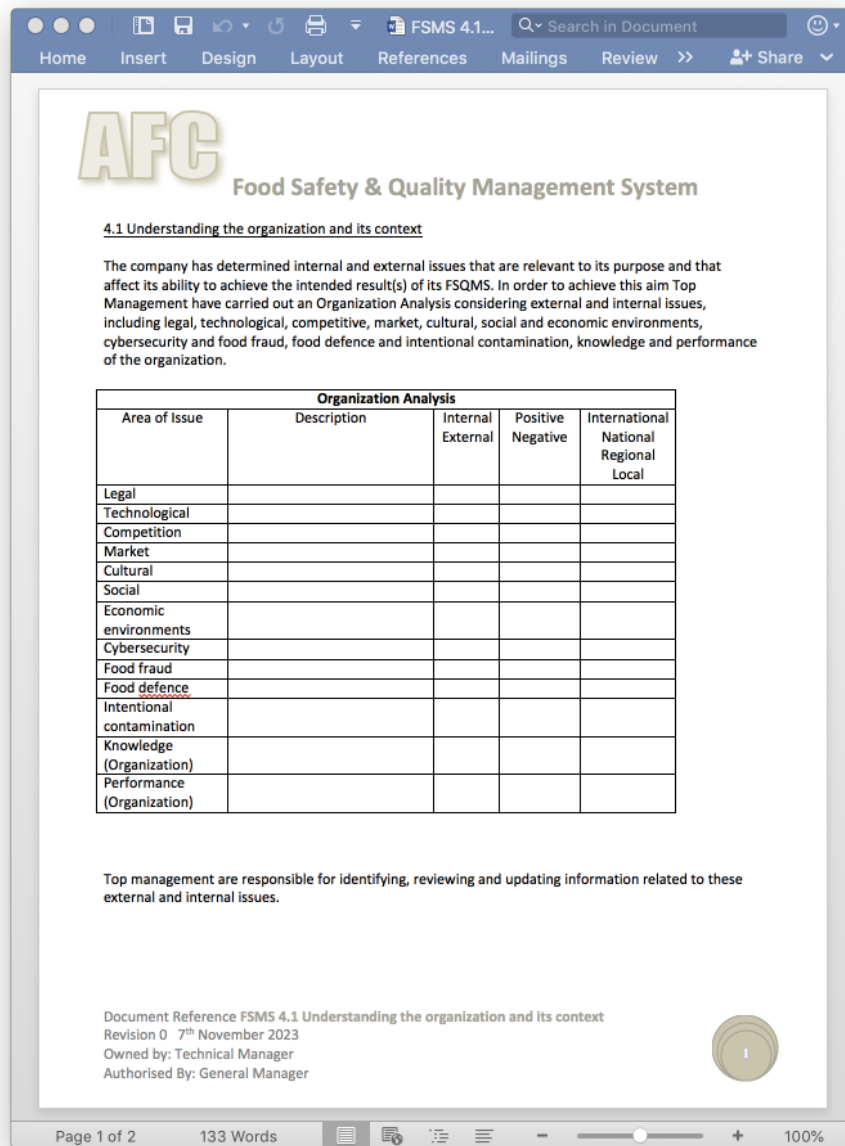 FSMS 4.1...
Search in Document
Home Insert Design Layout References Mailings Review >> Share
AFC
Food Safety & Quality Management System
4.1 Understanding the organization and its context
The company has determined internal and external issues that are relevant to its purpose and that
affect its ability to achieve the intended result(s) of its FSQMS. In order to achieve this aim Top
Management have carried out an Organization Analysis considering external and internal issues,
including legal, technological, competitive, market, cultural, social and economic environments,
cybersecurity and food fraud, food defence and intentional contamination, knowledge and performance
of the organization.
Organization Analysis
Area of Issue Description Internal Positive International
External Negative National
Regional
Local
Legal
Technological
Competition
Market
Cultural
Social
Economic
environments
Cybersecurity
Food fraud
Food defence
Intentional
contamination
Knowledge
(Organization)
Performance
(Organization)
Top management are responsible for identifying, reviewing and updating information related to these
external and internal issues.
Document Reference FSMS 4.1 Understanding the organization and its context
Revision 0 7th November 2023
Owned by: Technical Manager
Authorised By: General Manager
1
Page 1 of 2 133 Words 100%